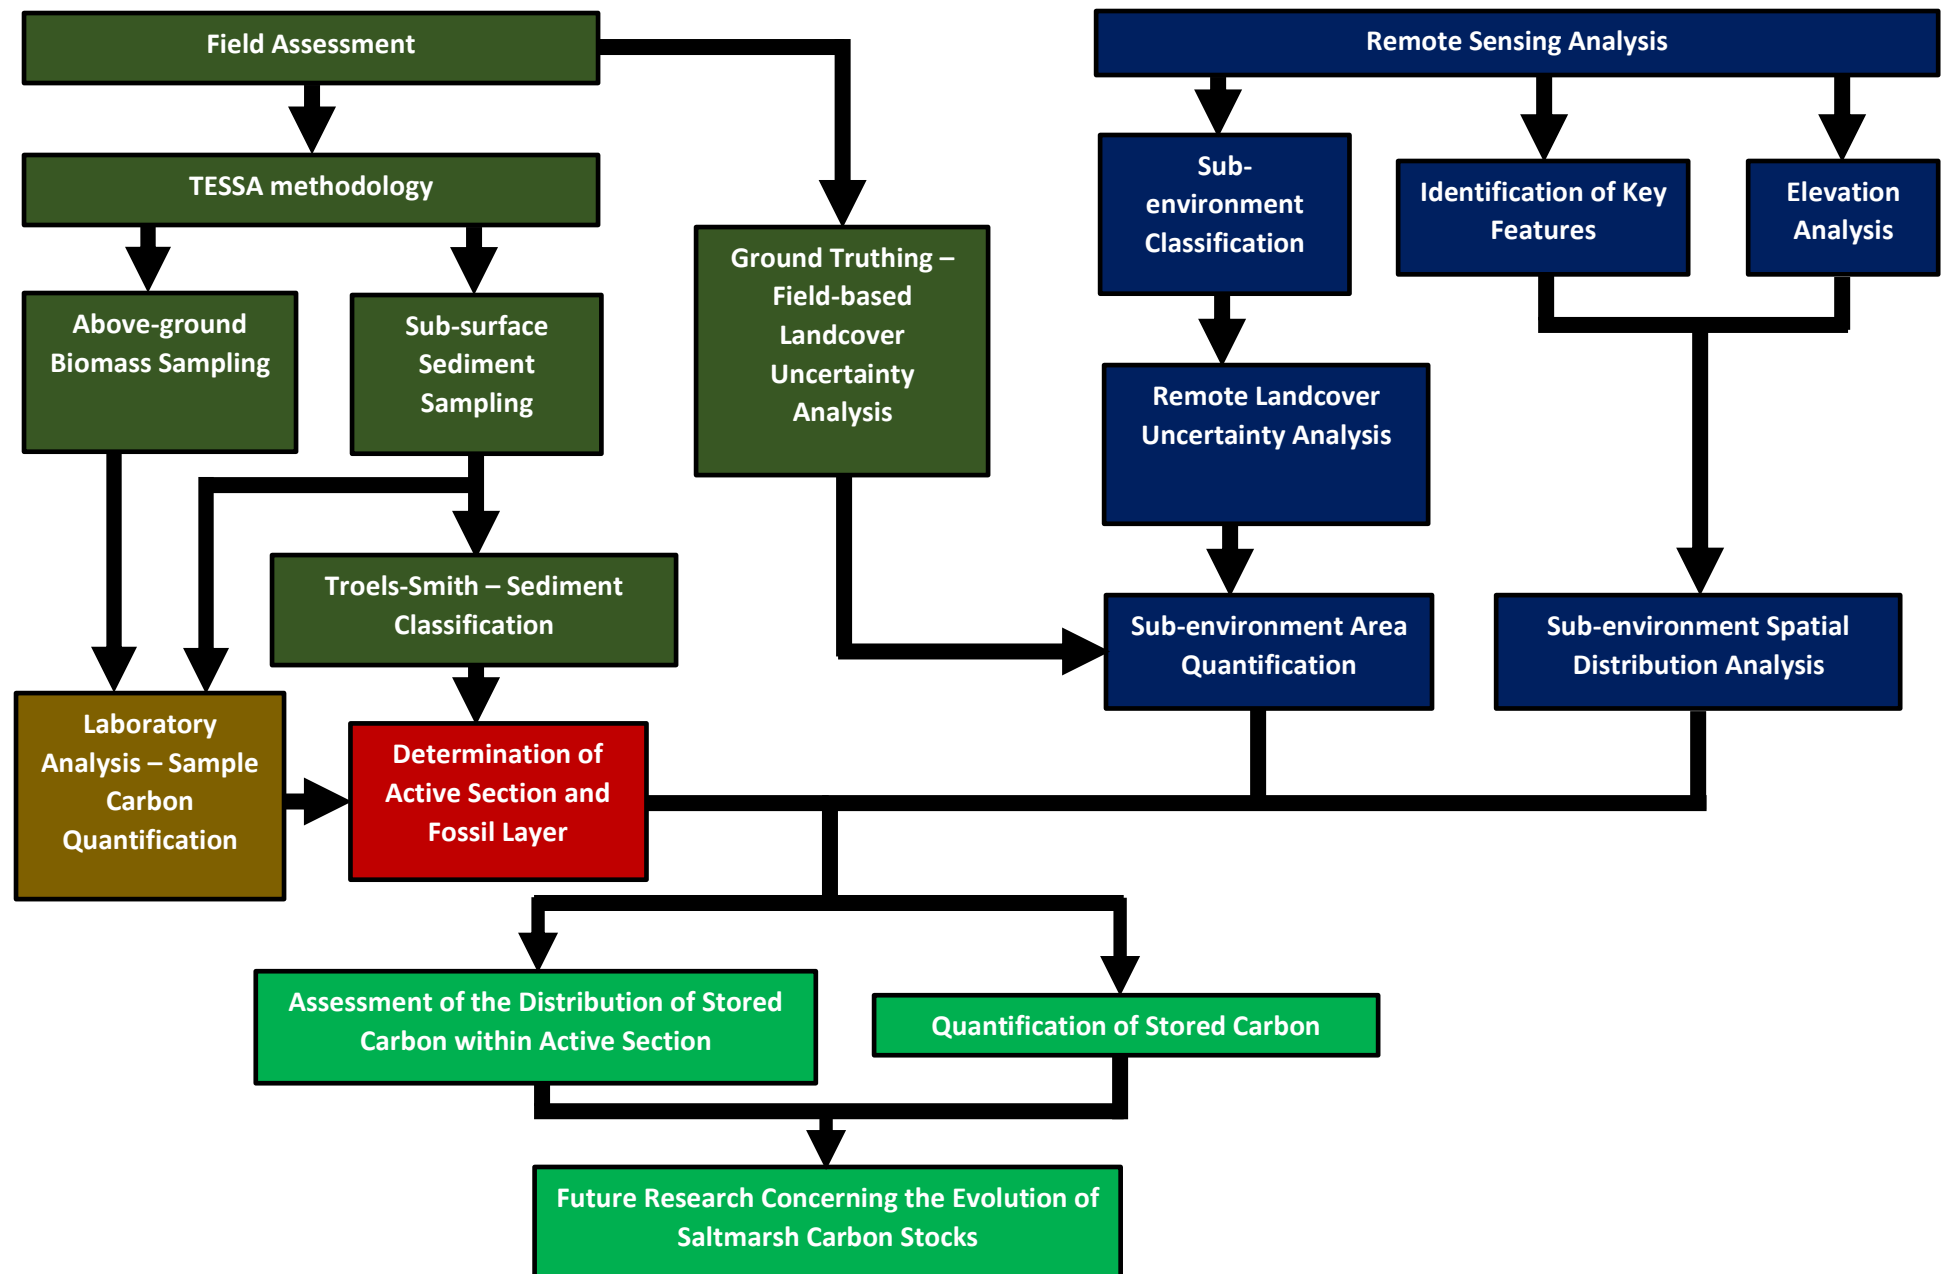 Field Assessment
Remote Sensing Analysis
TESSA methodology
Sub-
environment
Classification
Identification of Key
Features
Elevation
Analysis
Ground Truthing –
Field-based
Landcover
Uncertainty
Analysis
Above-ground
Biomass Sampling
Sub-surface
Sediment
Sampling
Remote Landcover
Uncertainty Analysis
Troels-Smith – Sediment
Classification
Sub-environment Area
Quantification
Sub-environment Spatial
Distribution Analysis
Laboratory
Analysis – Sample
Carbon
Quantification
Determination of
Active Section and
Fossil Layer
Assessment of the Distribution of Stored
Carbon within Active Section
Quantification of Stored Carbon
Future Research Concerning the Evolution of
Saltmarsh Carbon Stocks